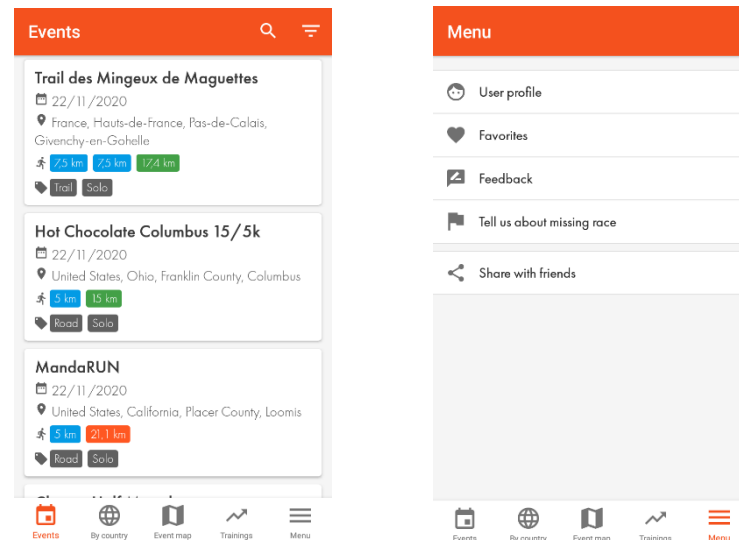 Events
Trail des Mingeux de Maguettes
22/11/2020
France, Hauts-de-France, Pas-de-Calais,
Givenchy-en-Gohelle
7,5 km 7,5 km 17,4 km
Trail Solo
Hot Chocolate Columbus 15/5k
22/11/2020
United States, Ohio, Franklin County, Columbus
5 km 15 km
Road Solo
MandaRUN
22/11/2020
United States, California, Placer County, Loomis
5 km 21,1 km
Road Solo
Events By country Event map Trainings Menu
Menu
User profile
Favorites
Feedback
Tell us about missing race
Share with friends
Events By country Event map Trainings Menu